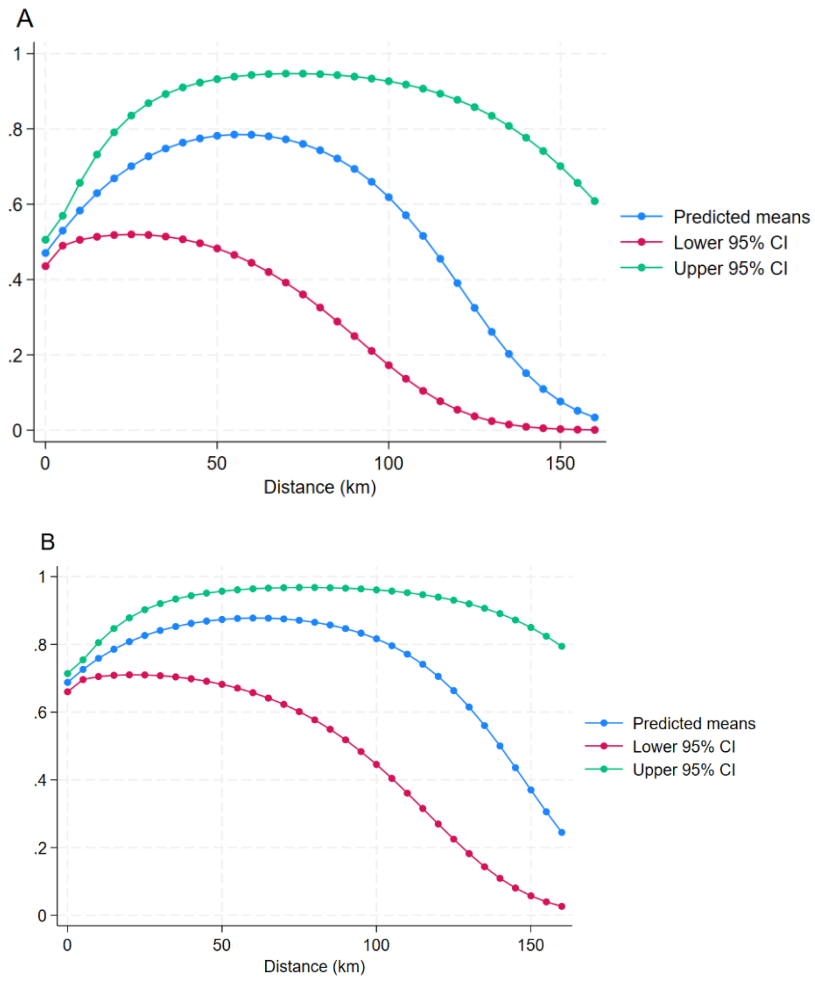 A
1
.8
.6
.4
.2
0
0 50 100 150
Distance (km)
Predicted means
Lower 95% CI
Upper 95% CI
B
1
.8
.6
.4
.2
0
0 50 100 150
Distance (km)
Predicted means
Lower 95% CI
Upper 95% CI